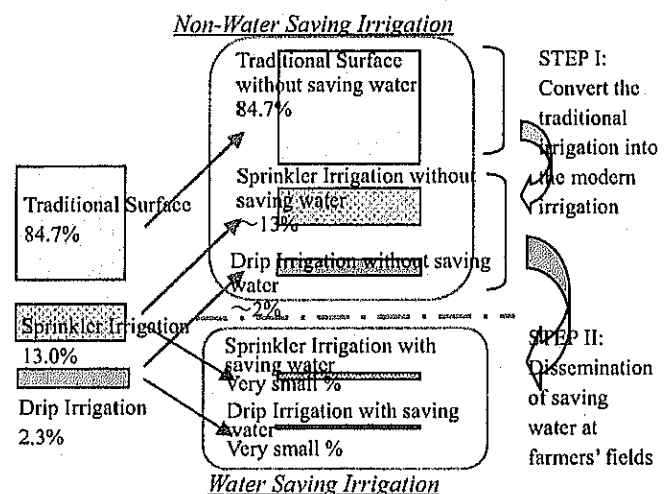 Non-Water Saving Irrigation
Traditional Surface
without saving water
84.7%
Sprinkler Irrigation without
saving water
~13%
Drip Irrigation without saving
water
~2%
STEP I:
Convert the
traditional
irrigation into
the modern
irrigation
Traditional Surface
84.7%
Sprinkler Irrigation
13.0%
Drip Irrigation
2.3%
Sprinkler Irrigation with
saving water
Very small %
Drip Irrigation with saving
water
Very small %
STEP II:
Dissemination
of saving
water at
farmers' fields
Water Saving Irrigation